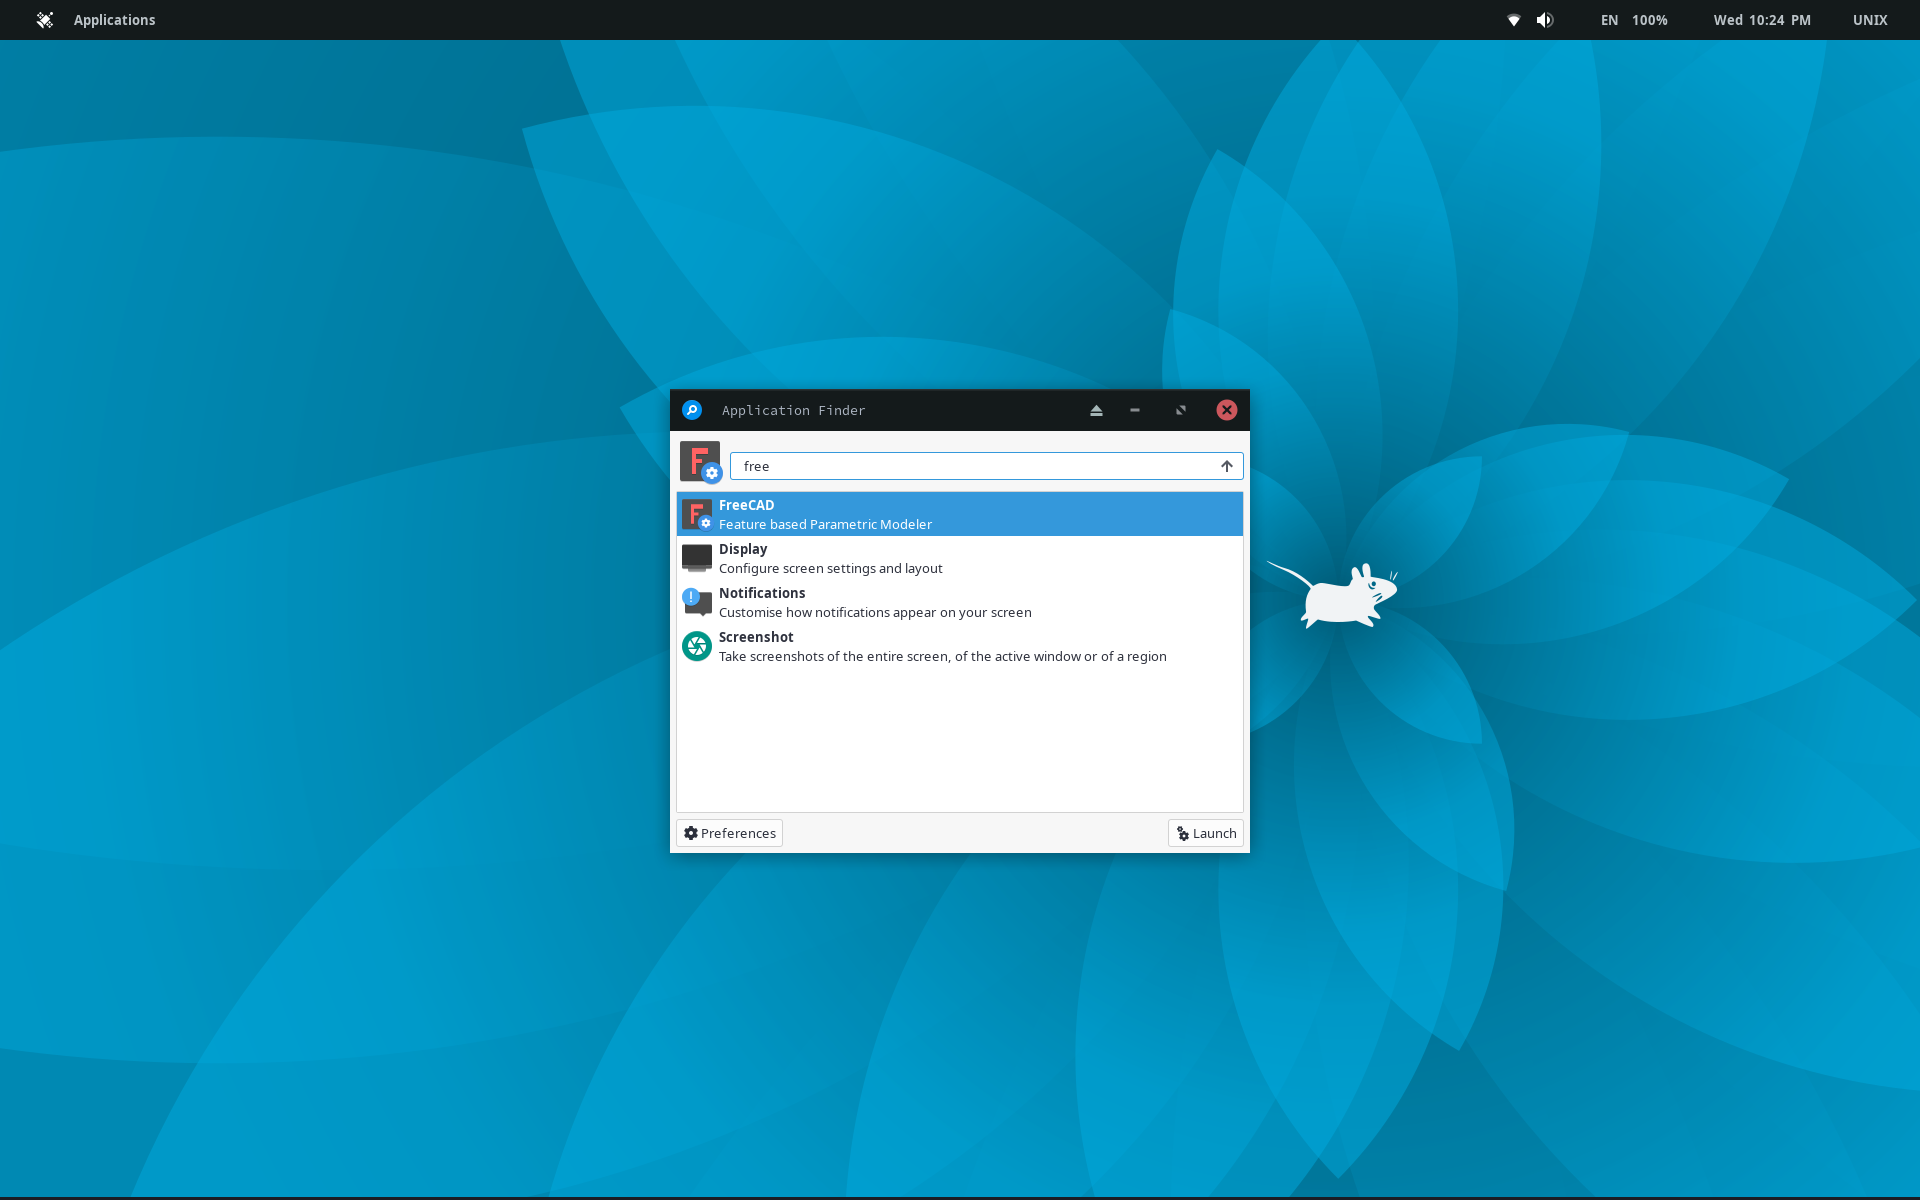 Applications
EN 100% Wed 10:24 PM UNIX
Application Finder
free
FreeCAD
Feature based Parametric Modeler
Display
Configure screen settings and layout
Notifications
Customise how notifications appear on your screen
Screenshot
Take screenshots of the entire screen, of the active window or of a region
Preferences
Launch